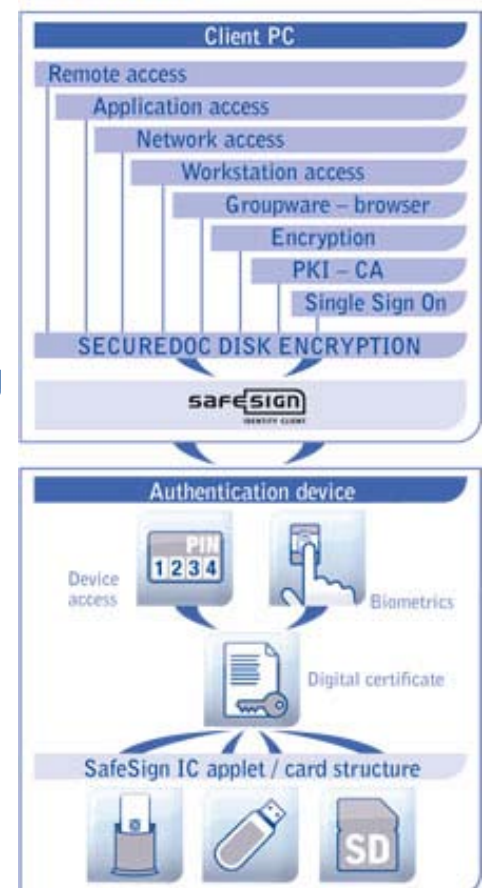 Client PC
Remote access
Application access
Network access
Workstation access
Groupware – browser
Encryption
PKI – CA
Single Sign On
SECUREDOC DISK ENCRYPTION
safesign
IDENTITY CLIENT
Authentication device
PIN
1234
Device
access
Biometrics
Digital certificate
SafeSign IC applet / card structure
SD